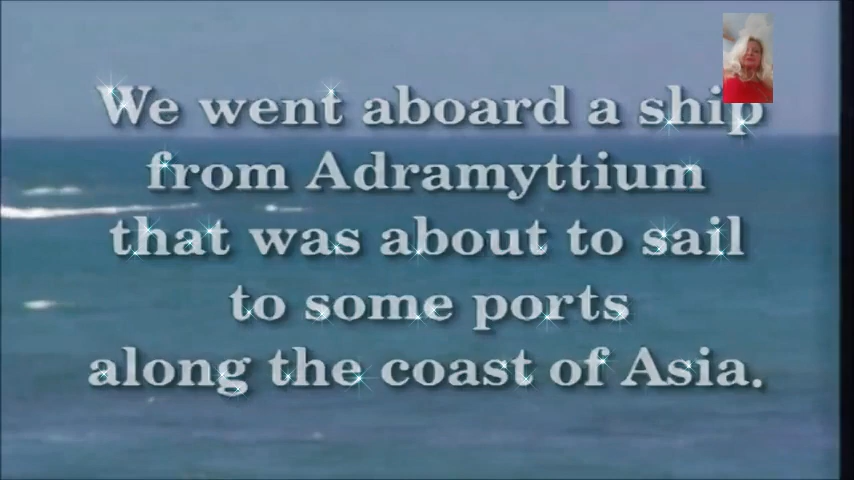 We went aboard a ship
from Adramyttium
that was about to sail
to some ports
along the coast of Asia.